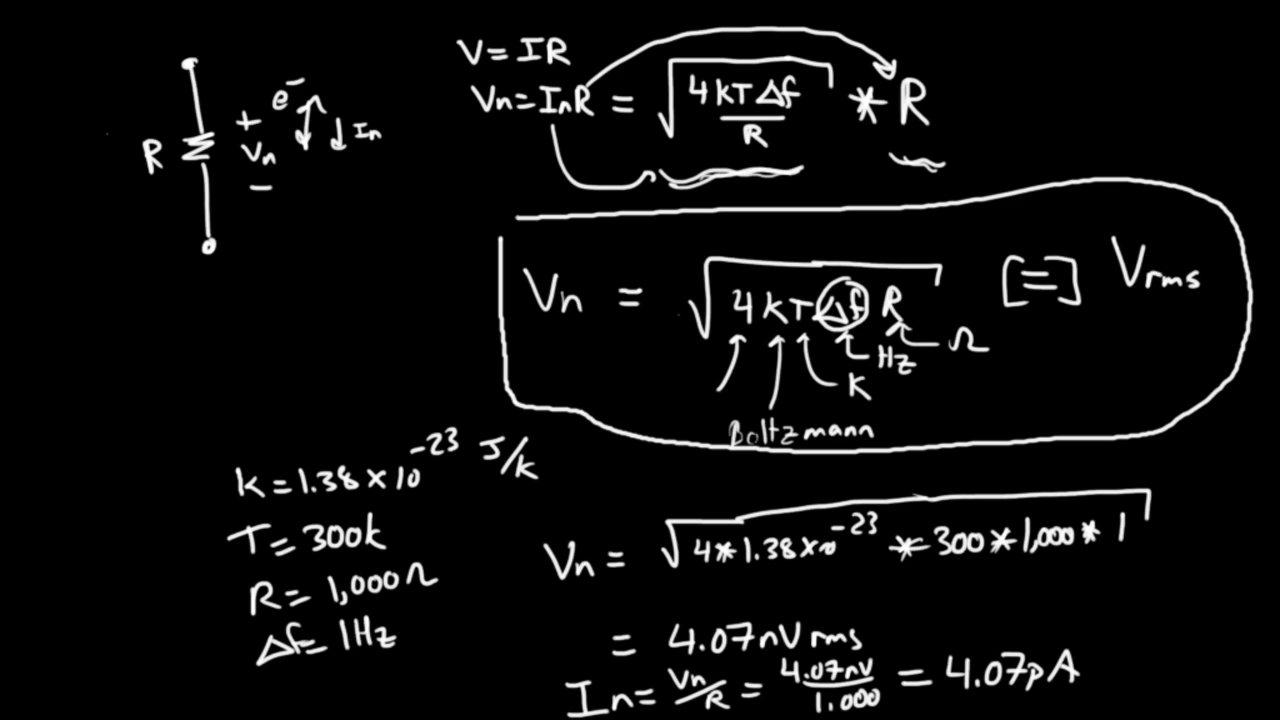 V=IR
Vn=InR = √(4kTΔf/R) * R
R + Vn − e⁻ In
Vn = √(4kTΔfR) [=] Vrms
Hz Ω
K
Boltzmann
k=1.38×10⁻²³ J/k
T=300k
R=1,000Ω
Δf=1Hz
Vn = √(4*1.38×10⁻²³ *300*1,000*1)
= 4.07nVrms
In= Vn/R = 4.07nV/1.000 = 4.07pA